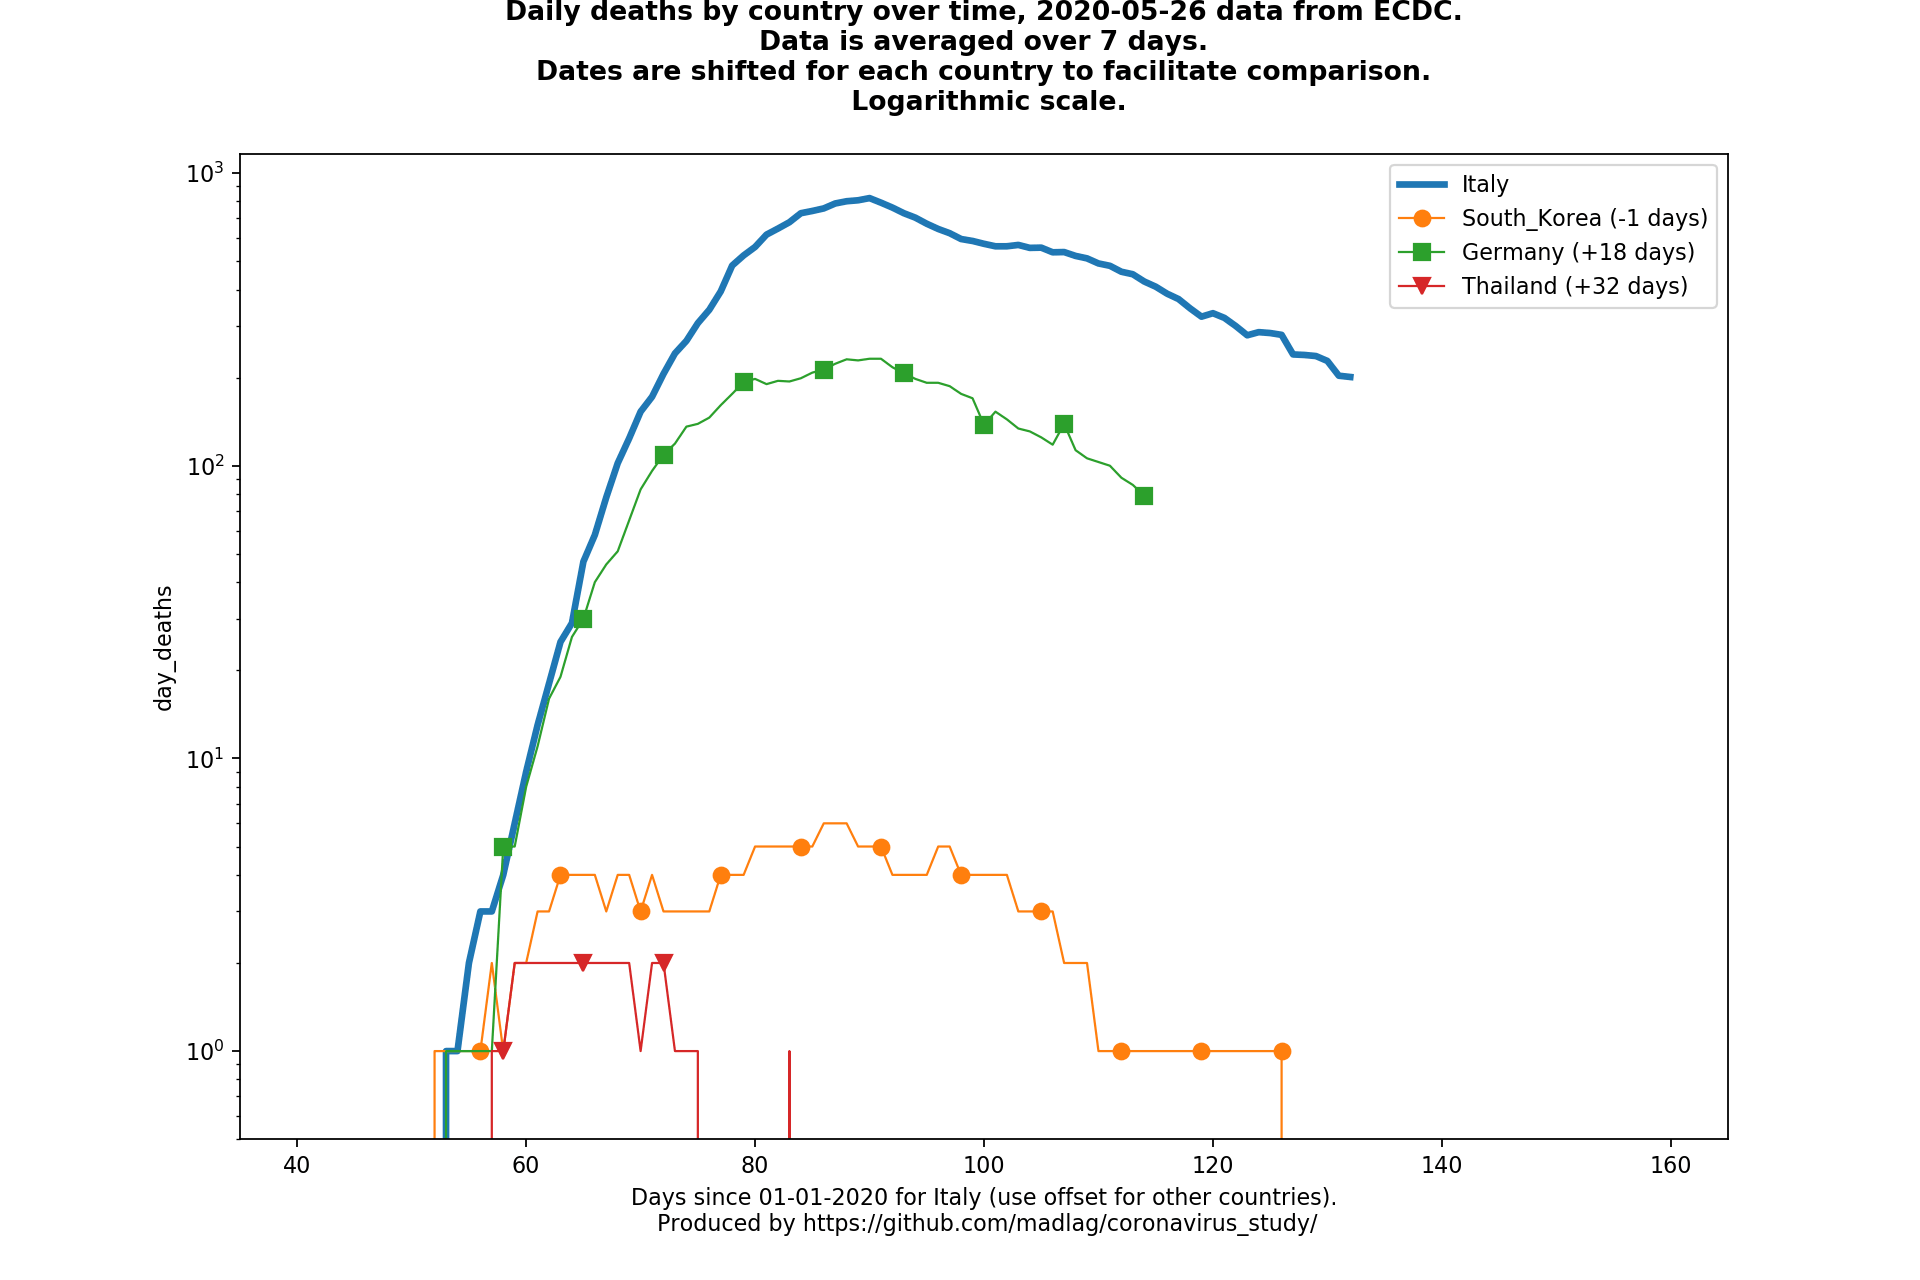 Daily deaths by country over time, 2020-05-26 data from ECDC.
Data is averaged over 7 days.
Dates are shifted for each country to facilitate comparison.
Logarithmic scale.
10³
10²
10¹
10⁰
day_deaths
Italy
South_Korea (-1 days)
Germany (+18 days)
Thailand (+32 days)
40 60 80 100 120 140 160
Days since 01-01-2020 for Italy (use offset for other countries).
Produced by https://github.com/madlag/coronavirus_study/